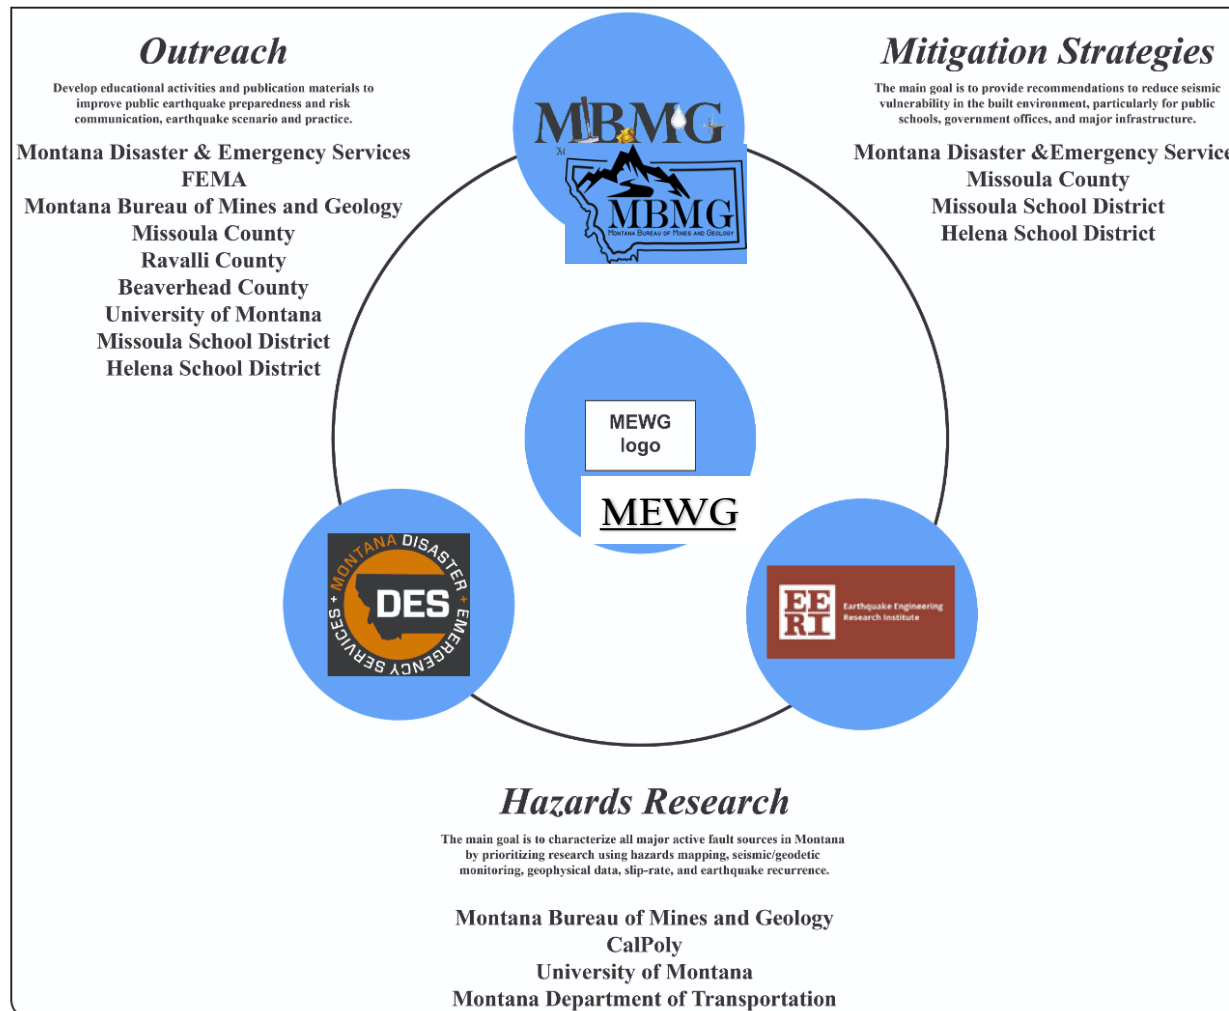 Outreach
Develop educational activities and publication materials to
improve public earthquake preparedness and risk
communication, earthquake scenario and practice.
Montana Disaster & Emergency Services
FEMA
Montana Bureau of Mines and Geology
Missoula County
Ravalli County
Beaverhead County
University of Montana
Missoula School District
Helena School District
Mitigation Strategies
The main goal is to provide recommendations to reduce seismic
vulnerability in the built environment, particularly for public
schools, government offices, and major infrastructure.
Montana Disaster &Emergency Service
Missoula County
Missoula School District
Helena School District
MBMG
MBMG
MONTANA BUREAU OF MINES AND GEOLOGY
MEWG
logo
MEWG
MONTANA DISASTER + EMERGENCY SERVICES +
DES
EE
RI
Earthquake Engineering
Research Institute
Hazards Research
The main goal is to characterize all major active fault sources in Montana
by prioritizing research using hazards mapping, seismic/geodetic
monitoring, geophysical data, slip-rate, and earthquake recurrence.
Montana Bureau of Mines and Geology
CalPoly
University of Montana
Montana Department of Transportation